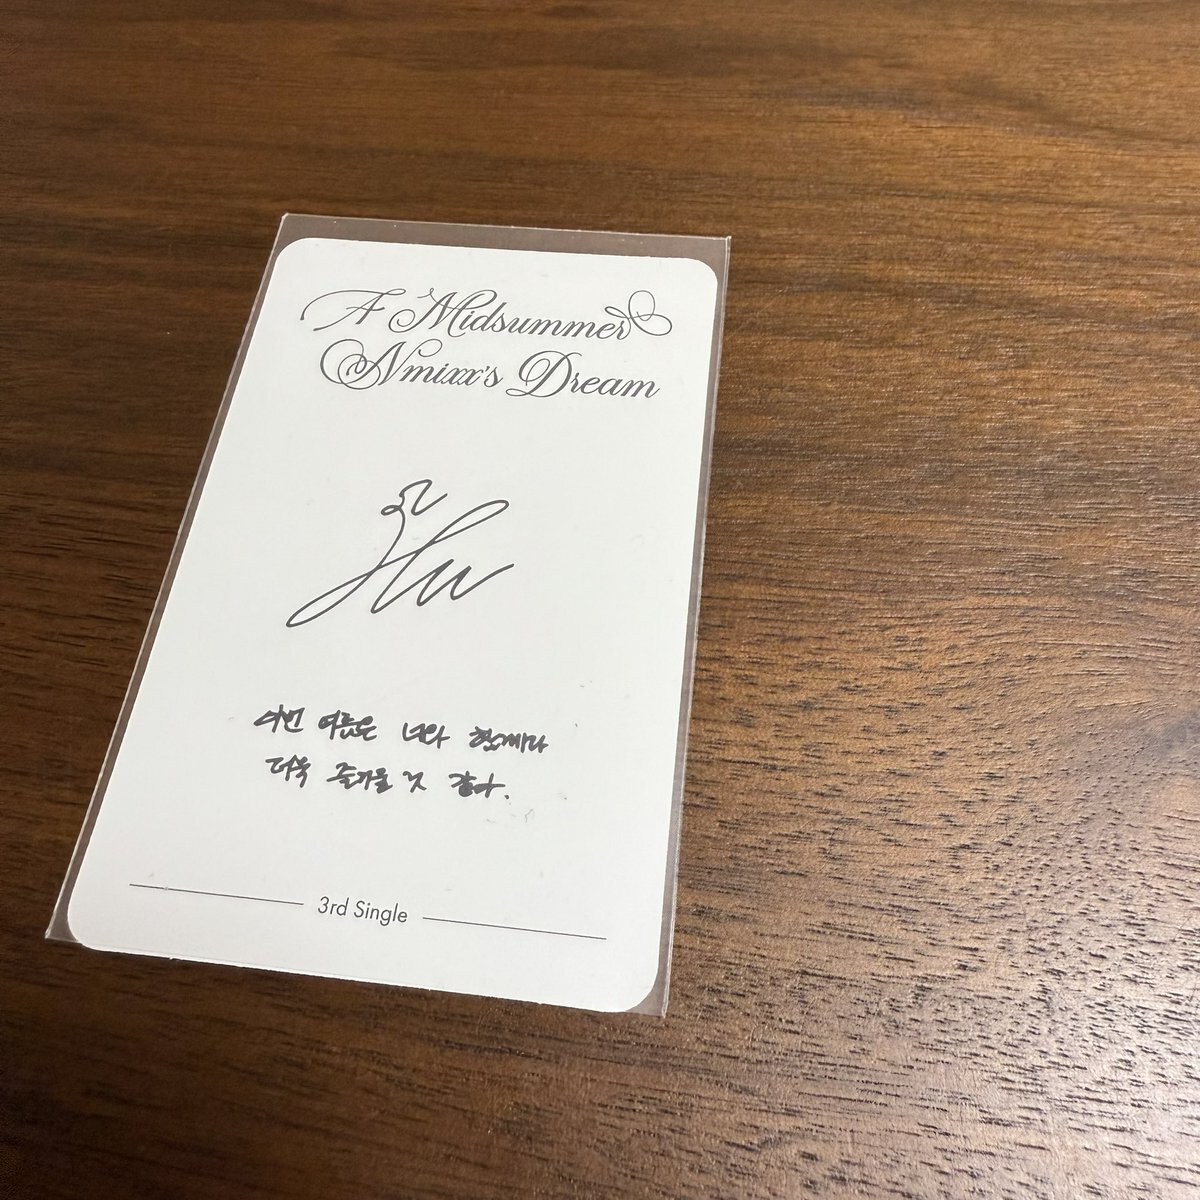 A Midsummer
Nmixx's Dream
이번 여름은 너와 함께라
더욱 즐거울 것 같아.
3rd Single